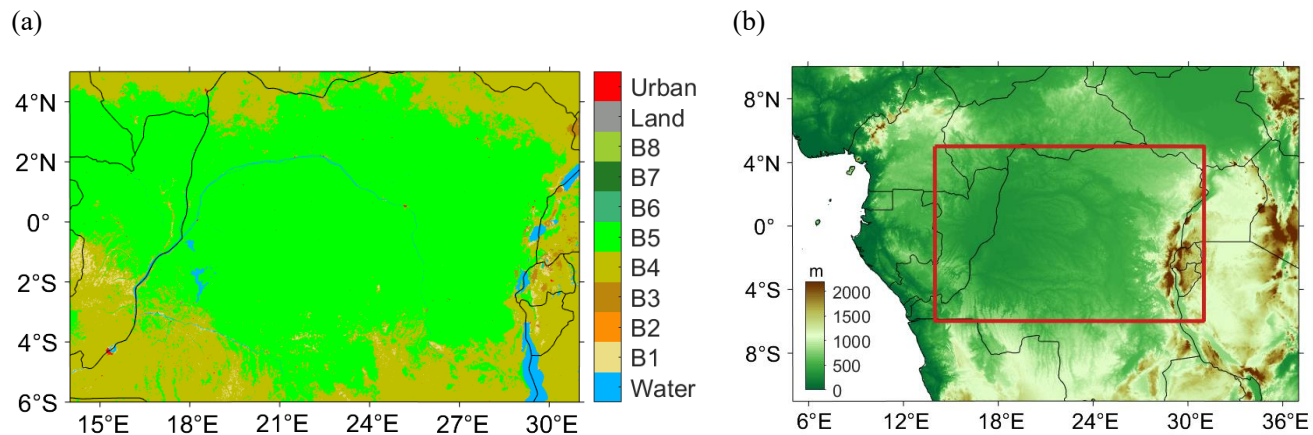 (a)
(b)
4°N
2°N
0°
2°S
4°S
6°S
15°E
18°E
21°E
24°E
27°E
30°E
Urban
Land
B8
B7
B6
B5
B4
B3
B2
B1
Water
8°N
4°N
0°
4°S
8°S
m
2000
1500
1000
500
0
6°E
12°E
18°E
24°E
30°E
36°E